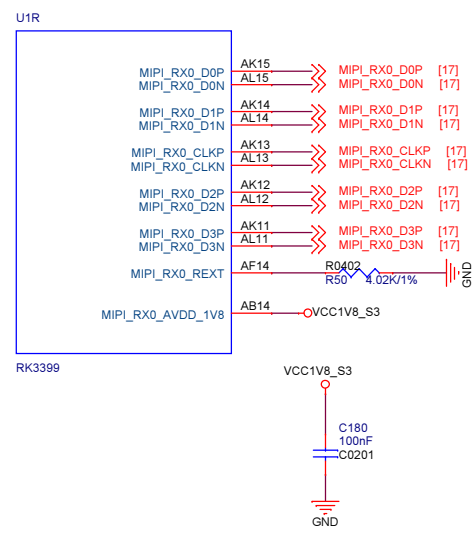 U1R
MIPI_RX0_D0P AK15 MIPI_RX0_D0P [17]
MIPI_RX0_D0N AL15 MIPI_RX0_D0N [17]
MIPI_RX0_D1P AK14 MIPI_RX0_D1P [17]
MIPI_RX0_D1N AL14 MIPI_RX0_D1N [17]
MIPI_RX0_CLKP AK13 MIPI_RX0_CLKP [17]
MIPI_RX0_CLKN AL13 MIPI_RX0_CLKN [17]
MIPI_RX0_D2P AK12 MIPI_RX0_D2P [17]
MIPI_RX0_D2N AL12 MIPI_RX0_D2N [17]
MIPI_RX0_D3P AK11 MIPI_RX0_D3P [17]
MIPI_RX0_D3N AL11 MIPI_RX0_D3N [17]
MIPI_RX0_REXT AF14 R0402 GND
R50 4.02K/1%
MIPI_RX0_AVDD_1V8 AB14 VCC1V8_S3
RK3399
VCC1V8_S3
C180
100nF
C0201
GND